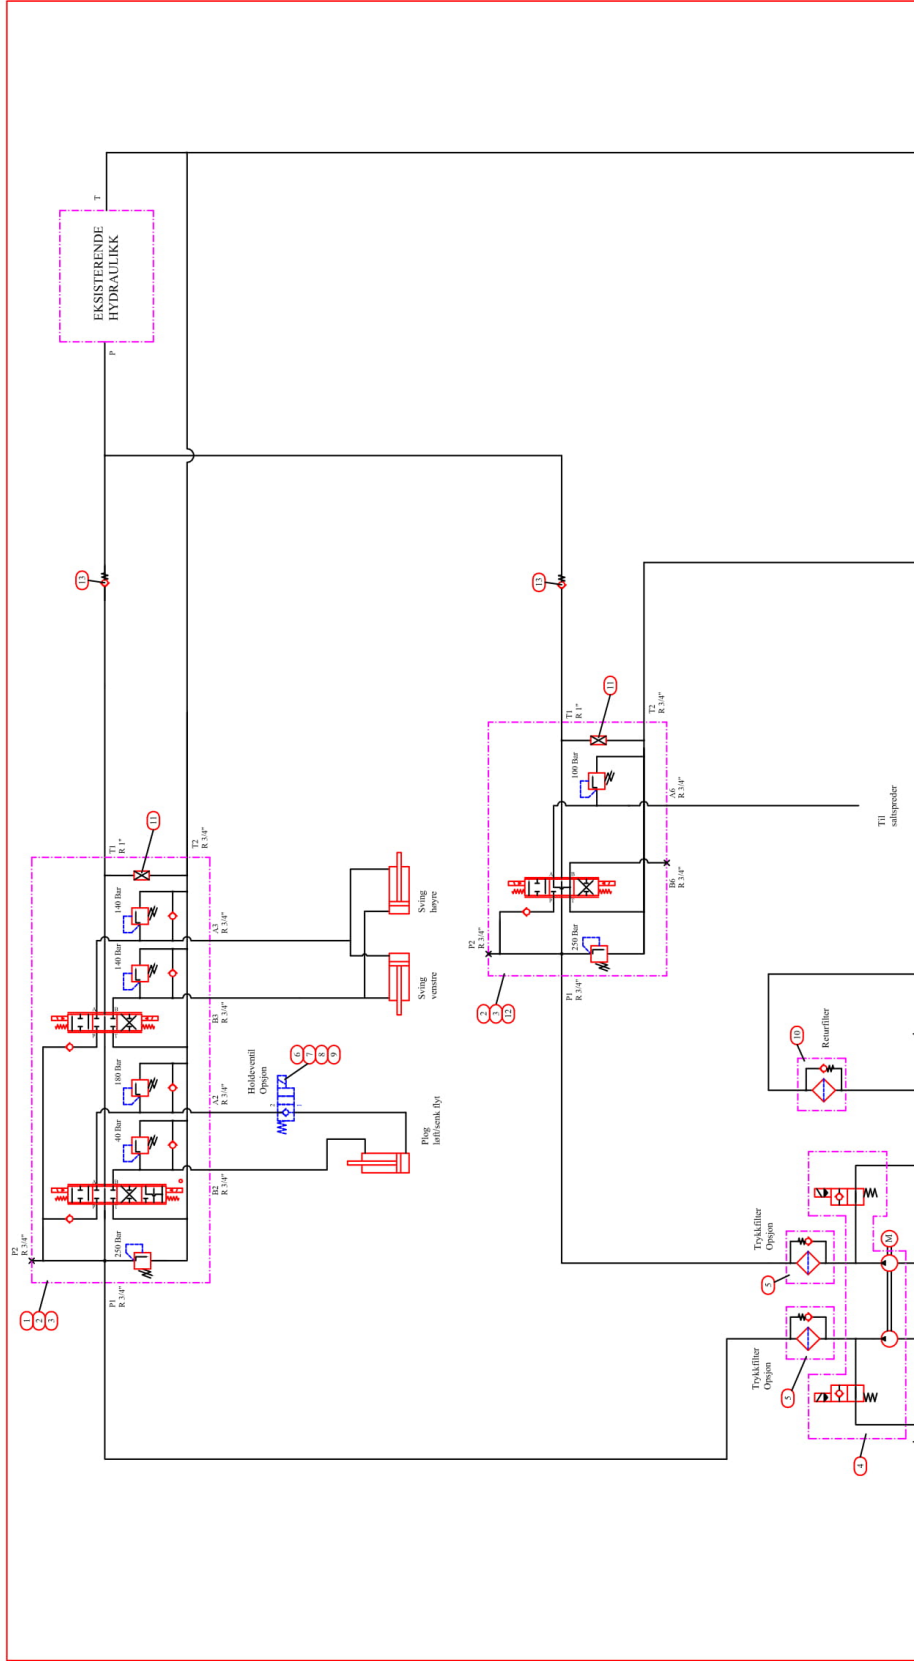 EKSISTERENDE
HYDRAULIKK
T
P
13
13
11
T1
R 1"
T2
R 3/4"
140 Bar
140 Bar
180 Bar
40 Bar
250 Bar
A3
R 3/4"
B3
R 3/4"
A2
R 3/4"
B2
R 3/4"
P2
R 3/4"
P1
R 3/4"
1
2
3
Sving
høyre
Sving
venstre
Holdeventil
Opsjon
6
7
8
9
2
1
Plog
løft/senk flyt
11
T1
R 1"
T2
R 3/4"
100 Bar
A6
R 3/4"
B6
R 3/4"
250 Bar
P2
R 3/4"
P1
R 3/4"
2
3
12
Til
saltspreder
10
Returfilter
Trykkfilter
Opsjon
5
Trykkfilter
Opsjon
5
M
4